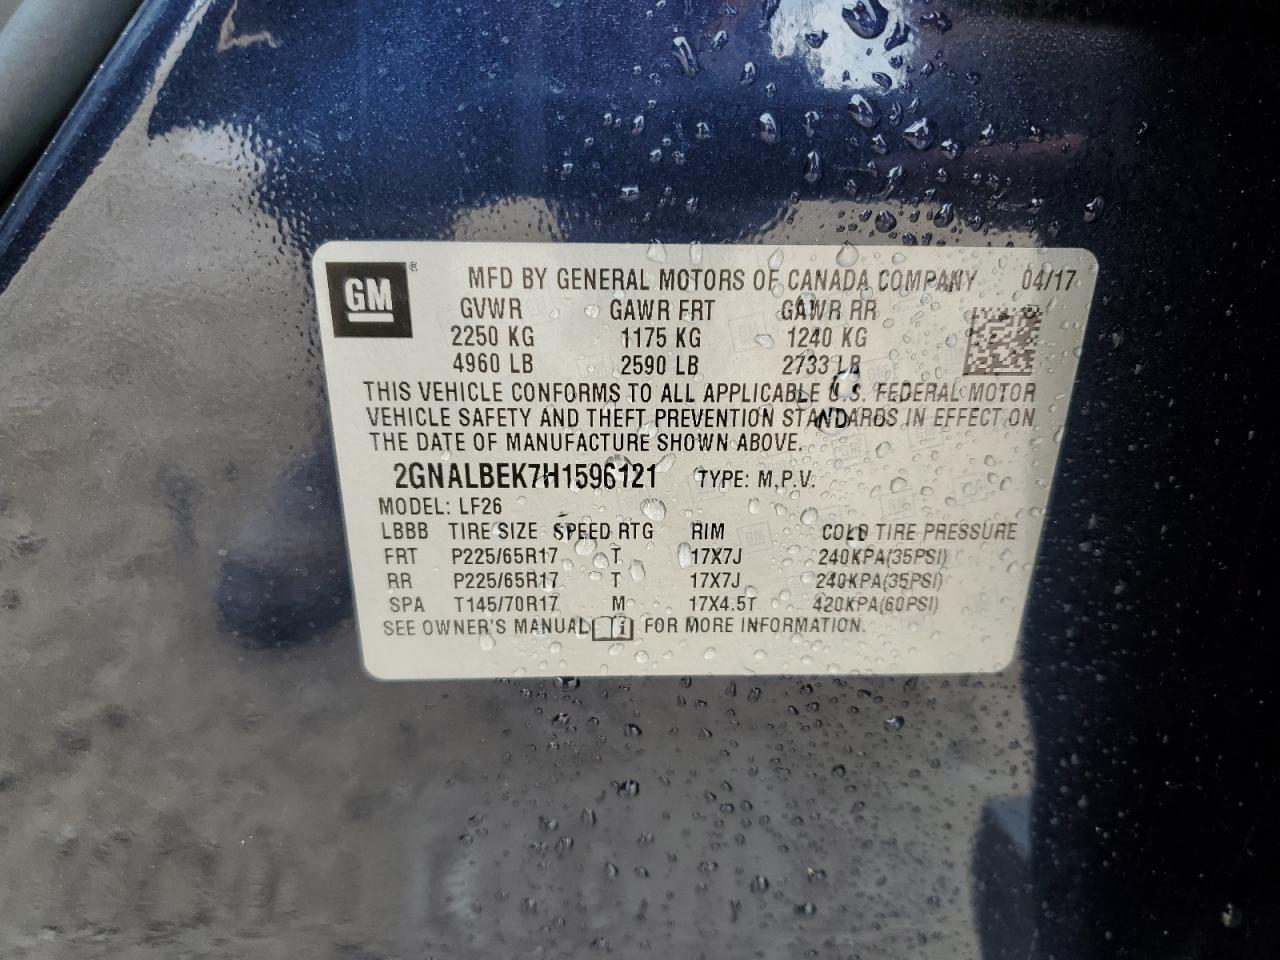 GM ®
MFD BY GENERAL MOTORS OF CANADA COMPANY 04/17
GVWR GAWR FRT GAWR RR
2250 KG 1175 KG 1240 KG
4960 LB 2590 LB 2733 LB
THIS VEHICLE CONFORMS TO ALL APPLICABLE U.S. FEDERAL MOTOR
VEHICLE SAFETY AND THEFT PREVENTION STANDARDS IN EFFECT ON
THE DATE OF MANUFACTURE SHOWN ABOVE.
2GNALBEK7H1596121 TYPE: M.P.V.
MODEL: LF26
LBBB TIRE SIZE SPEED RTG RIM COLD TIRE PRESSURE
FRT P225/65R17 T 17X7J 240KPA(35PSI)
RR P225/65R17 T 17X7J 240KPA(35PSI)
SPA T145/70R17 M 17X4.5T 420KPA(60PSI)
SEE OWNER'S MANUAL i FOR MORE INFORMATION.